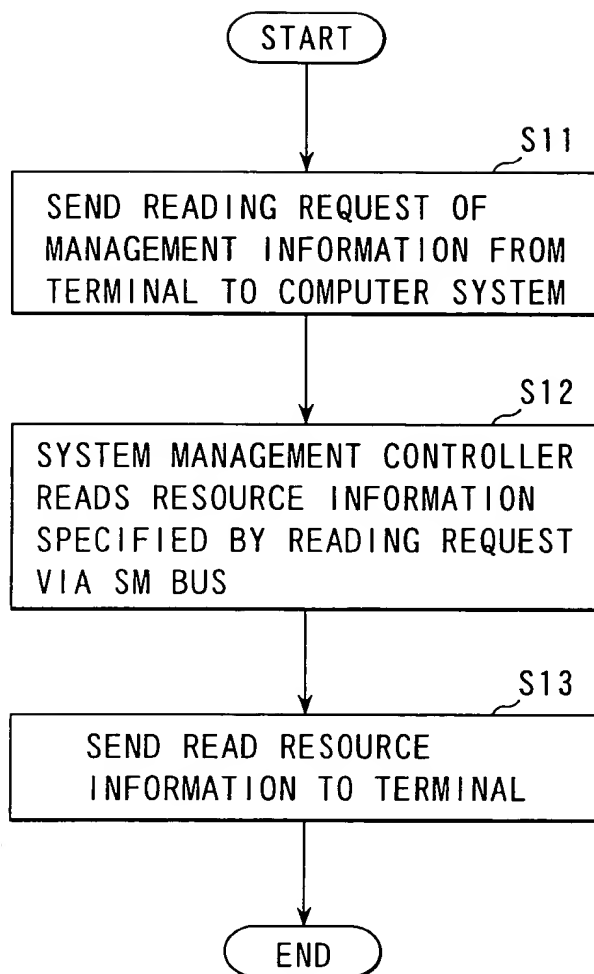 START
S11
SEND READING REQUEST OF
MANAGEMENT INFORMATION FROM
TERMINAL TO COMPUTER SYSTEM
S12
SYSTEM MANAGEMENT CONTROLLER
READS RESOURCE INFORMATION
SPECIFIED BY READING REQUEST
VIA SM BUS
S13
SEND READ RESOURCE
INFORMATION TO TERMINAL
END